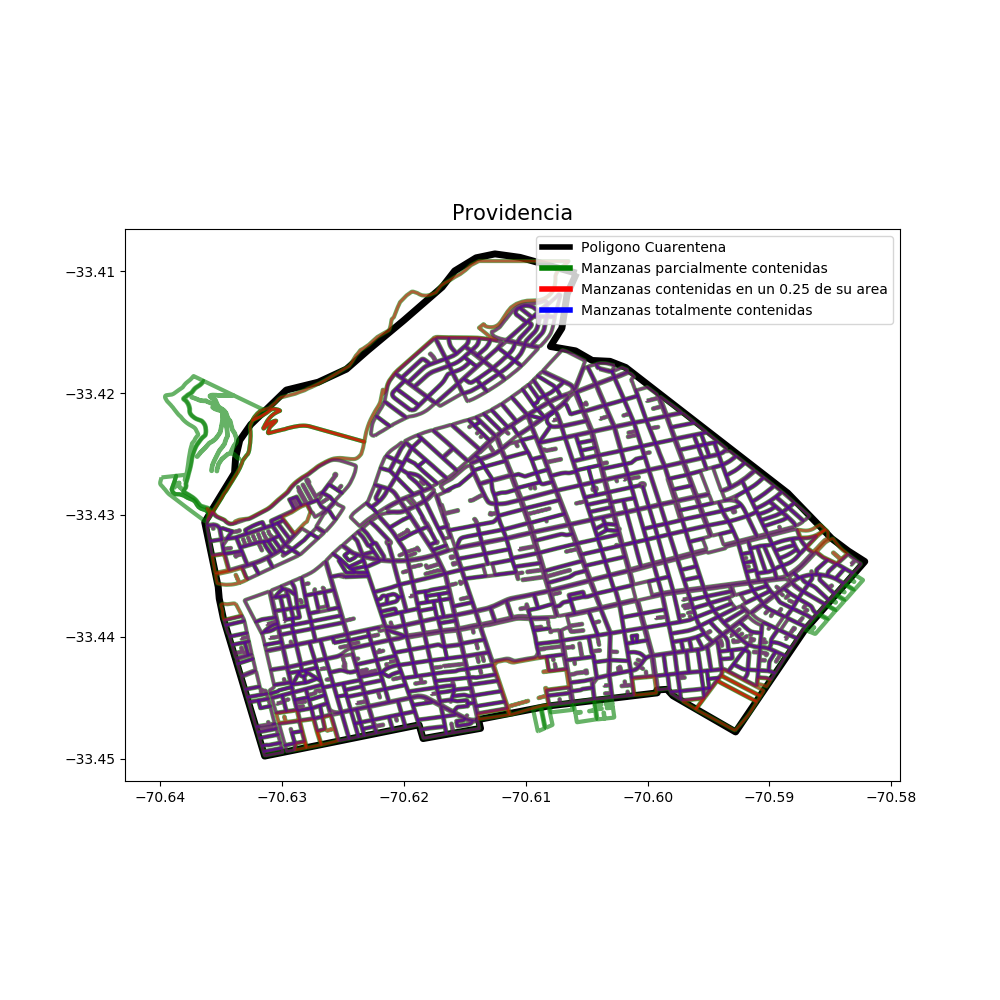 Providencia
Poligono Cuarentena
Manzanas parcialmente contenidas
Manzanas contenidas en un 0.25 de su area
Manzanas totalmente contenidas
−33.41
−33.42
−33.43
−33.44
−33.45
−70.64 −70.63 −70.62 −70.61 −70.60 −70.59 −70.58